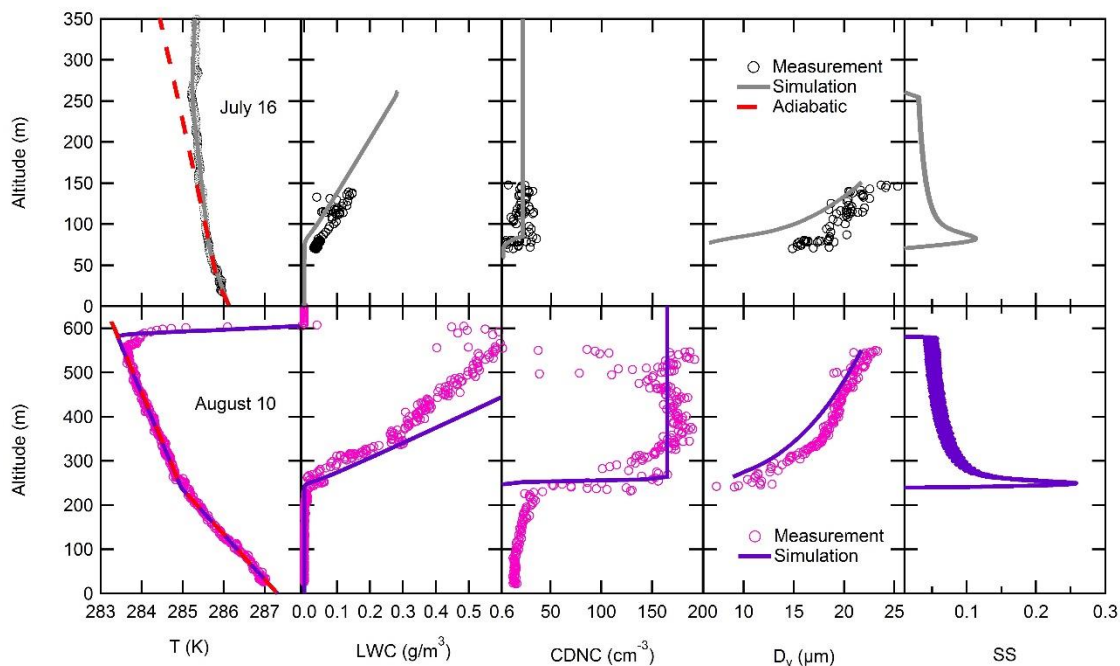 350
300
250
200
150
100
50
0
Altitude (m)
July 16
Measurement
Simulation
Adiabatic
600
500
400
300
200
100
0
Altitude (m)
August 10
Measurement
Simulation
283 284 285 286 287
0.0 0.1 0.2 0.3 0.4 0.5 0.6
50 100 150 200
10 15 20 25
0.1 0.2 0.3
T (K)
LWC (g/m³)
CDNC (cm⁻³)
Dᵥ (µm)
SS